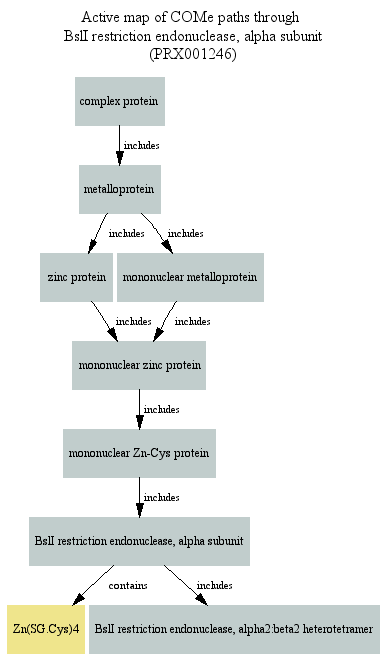 Active map of COMe paths through
BslI restriction endonuclease, alpha subunit
(PRX001246)
complex protein
includes
metalloprotein
includes includes
zinc protein mononuclear metalloprotein
includes includes
mononuclear zinc protein
includes
mononuclear Zn-Cys protein
includes
BslI restriction endonuclease, alpha subunit
contains includes
Zn(SG.Cys)4 BslI restriction endonuclease, alpha2:beta2 heterotetramer